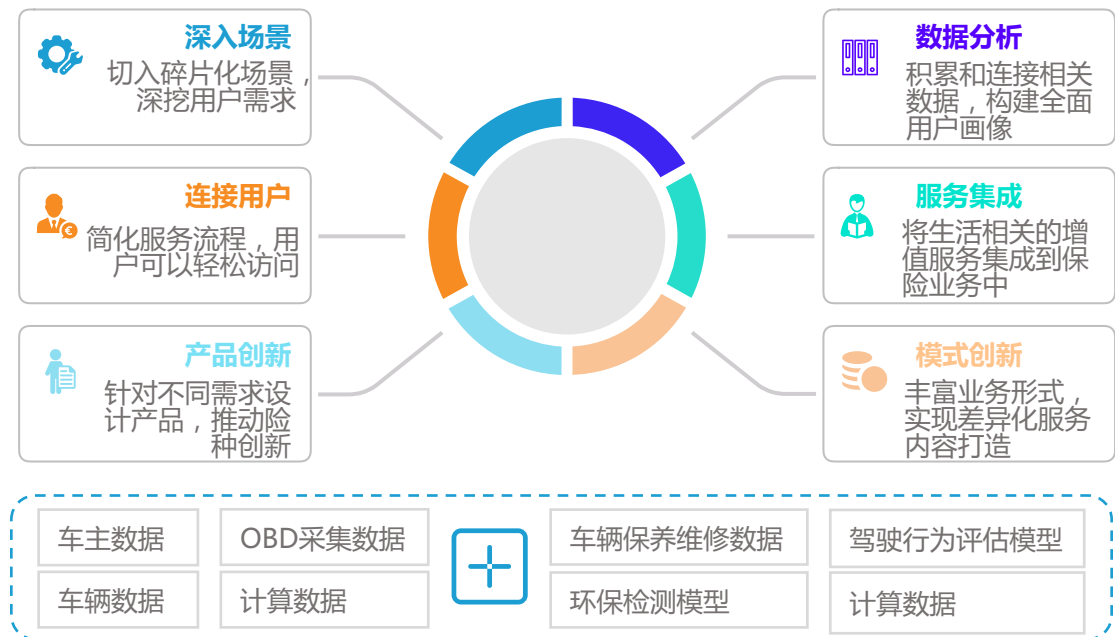 深入场景
切入碎片化场景，
深挖用户需求
连接用户
简化服务流程，用
户可以轻松访问
产品创新
针对不同需求设
计产品，推动险
种创新
数据分析
积累和连接相关
数据，构建全面
用户画像
服务集成
将生活相关的增
值服务集成到保
险业务中
模式创新
丰富业务形式，
实现差异化服务
内容打造
车主数据
OBD采集数据
车辆保养维修数据
驾驶行为评估模型
车辆数据
计算数据
环保检测模型
计算数据